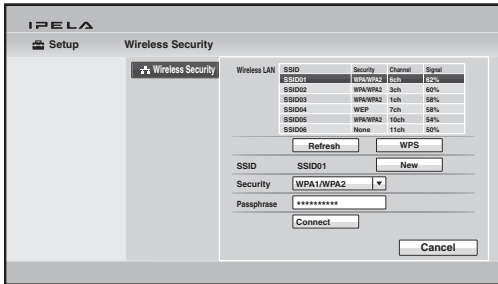 IPELA
Setup Wireless Security
Wireless Security
Wireless LAN SSID Security Channel Signal
SSID01 WPA/WPA2 6ch 62%
SSID02 WPA/WPA2 3ch 60%
SSID03 WPA/WPA2 1ch 58%
SSID04 WEP 7ch 58%
SSID05 WPA/WPA2 10ch 54%
SSID06 None 11ch 50%
Refresh WPS
SSID SSID01 New
Security WPA1/WPA2
Passphrase **********
Connect
Cancel